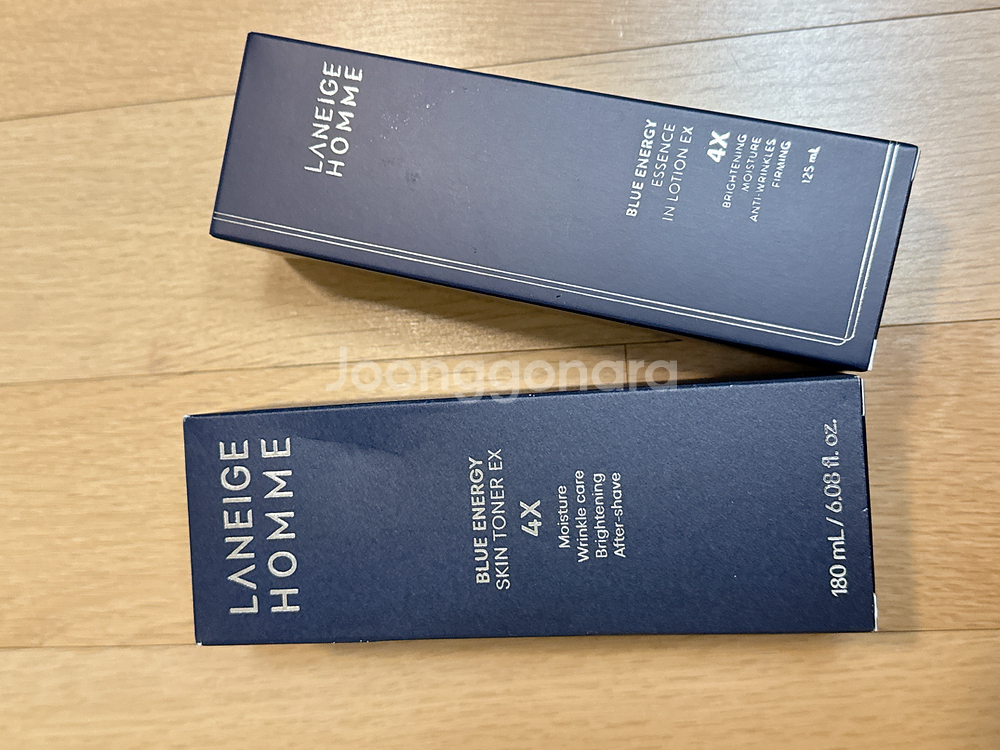 LANEIGE
HOMME
BLUE ENERGY
ESSENCE
IN LOTION EX
4X
BRIGHTENING
MOISTURE
ANTI-WRINKLES
FIRMING
125 mL
Joonggonara
LANEIGE
HOMME
BLUE ENERGY
SKIN TONER EX
4X
Moisture
Wrinkle care
Brightening
After-shave
180 mL/ 6.08 fl. oz.